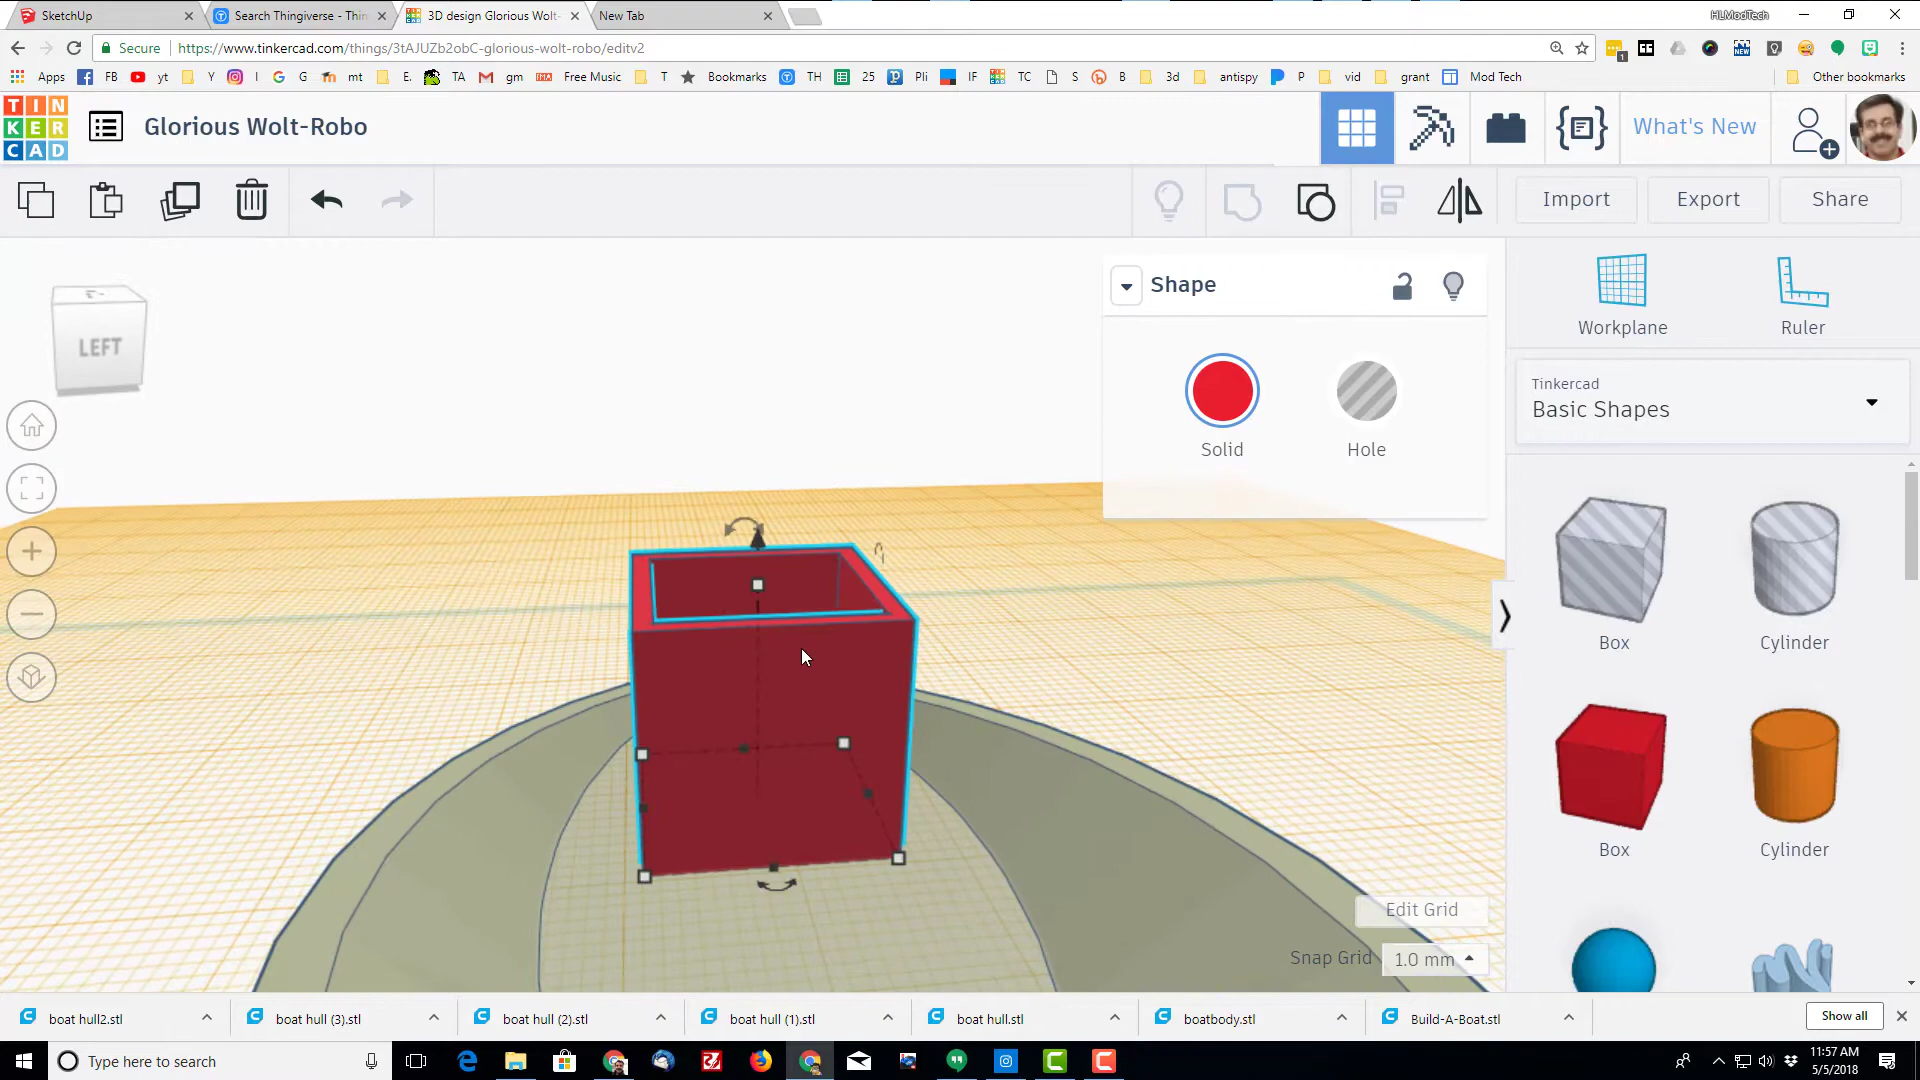 SketchUp
Search Thingiverse - Thin
3D design Glorious Wolt-
New Tab
HLModTech
Secure
https://www.tinkercad.com/things/3tAJUZb2obC-glorious-wolt-robo/editv2
Apps FB yt Y I G G mt E. TA gm IMA Free Music T Bookmarks TH 25 Pli IF TC S B 3d antispy P vid grant Mod Tech Other bookmarks
TIN
KER
CAD
Glorious Wolt-Robo
What's New
Import
Export
Share
LEFT
Shape
Solid
Hole
Workplane
Ruler
Tinkercad
Basic Shapes
Box
Cylinder
Box
Cylinder
Edit Grid
Snap Grid 1.0 mm
boat hull2.stl
boat hull (3).stl
boat hull (2).stl
boat hull (1).stl
boat hull.stl
boatbody.stl
Build-A-Boat.stl
Show all
Type here to search
11:57 AM
5/5/2018